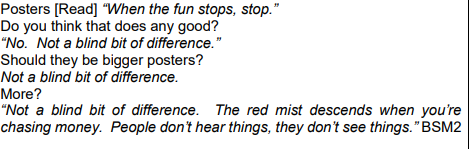 Posters [Read] “When the fun stops, stop.”
Do you think that does any good?
“No.  Not a blind bit of difference.”
Should they be bigger posters?
Not a blind bit of difference.
More?
“Not a blind bit of difference.  The red mist descends when you’re
chasing money.  People don’t hear things, they don’t see things.” BSM2